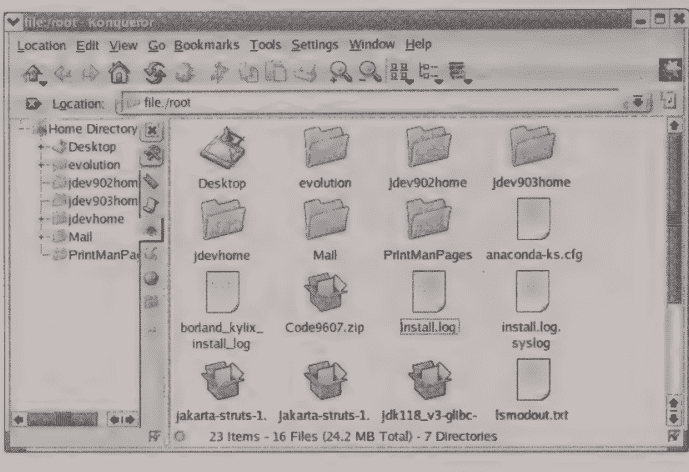 file:/root - Konqueror
Location Edit View Go Bookmarks Tools Settings Window Help
Location: file:/root
Home Directory
Desktop
evolution
jdev902hom
jdev903hom
jdevhome
Mail
PrintManPa
Desktop evolution jdev902home jdev903home
jdevhome Mail PrintManPages anaconda-ks.cfg
borland_kylix_ Code9607.zip install.log install.log.
install_log syslog
jakarta-struts-1. jakarta-struts-1. jdk118_v3-glibc- lsmodout.txt
23 Items - 16 Files (24.2 MB Total) - 7 Directories